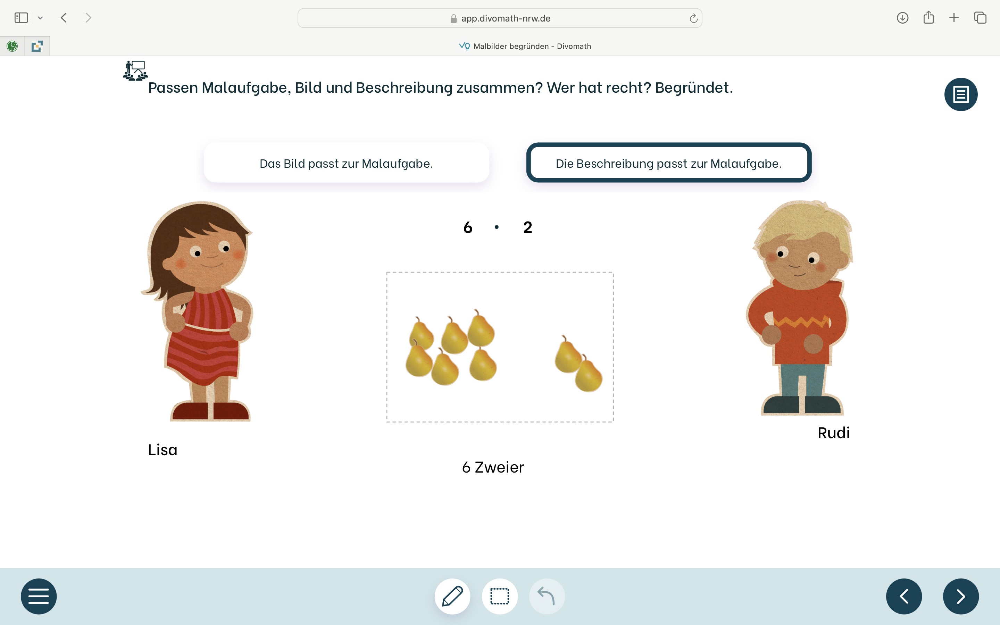 app.divomath-nrw.de
Malbilder begründen - Divomath
Passen Malaufgabe, Bild und Beschreibung zusammen? Wer hat recht? Begründet.
Das Bild passt zur Malaufgabe.
Die Beschreibung passt zur Malaufgabe.
6 · 2
Rudi
Lisa
6 Zweier